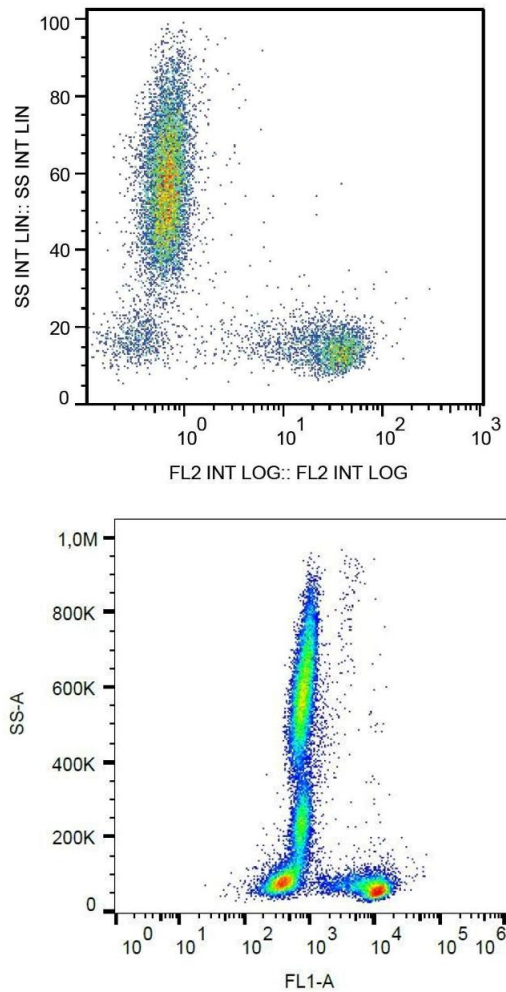 100
80
60
40
20
0
SS INT LIN:: SS INT LIN
10^0 10^1 10^2 10^3
FL2 INT LOG:: FL2 INT LOG
1,0M
800K
600K
400K
200K
0
SS-A
10^0 10^1 10^2 10^3 10^4 10^5 10^6
FL1-A